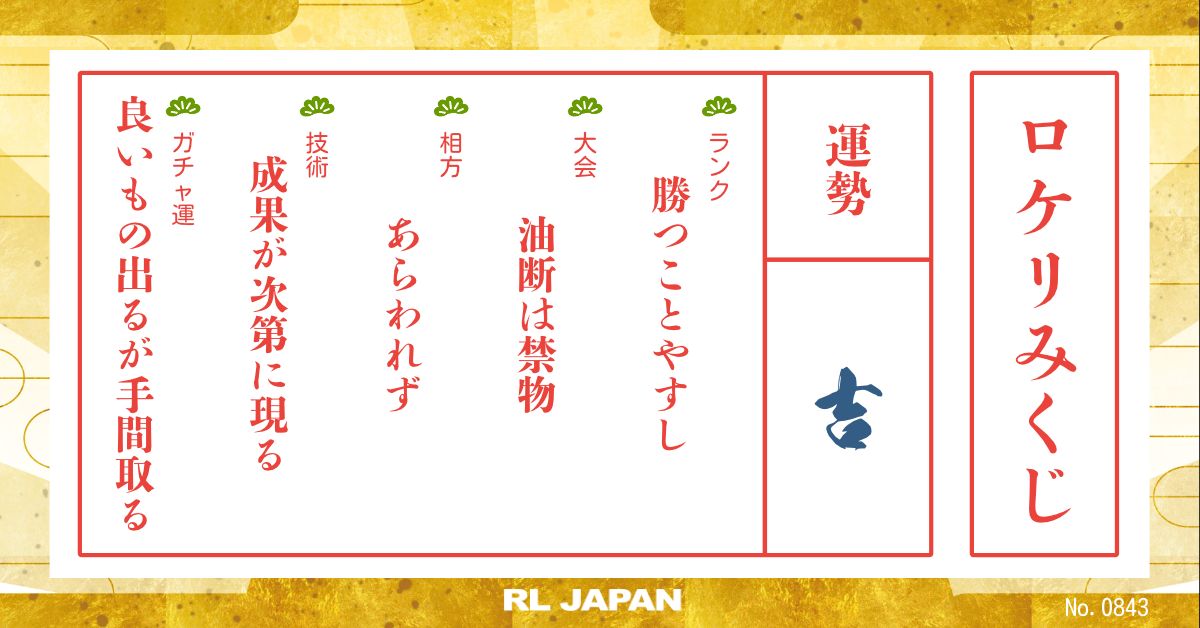 ロケリみくじ
運勢
吉
ランク
勝つことやすし
大会
油断は禁物
相方
あらわれず
技術
成果が次第に現る
ガチャ運
良いもの出るが手間取る
RL JAPAN
No. 0843